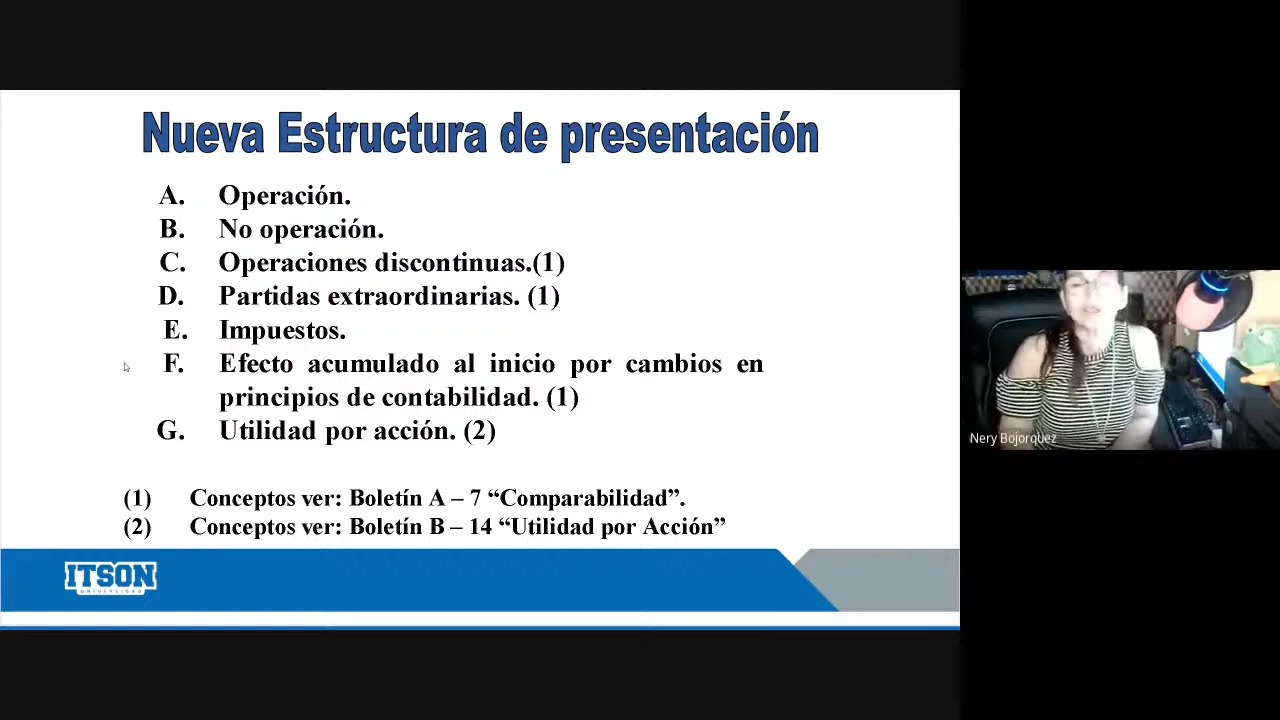 Nueva Estructura de presentación
A. Operación.
B. No operación.
C. Operaciones discontinuas.(1)
D. Partidas extraordinarias. (1)
E. Impuestos.
F. Efecto acumulado al inicio por cambios en
principios de contabilidad. (1)
G. Utilidad por acción. (2)
(1) Conceptos ver: Boletín A – 7 “Comparabilidad”.
(2) Conceptos ver: Boletín B – 14 “Utilidad por Acción”
ITSON
UNIVERSIDAD
Nery Bojorquez